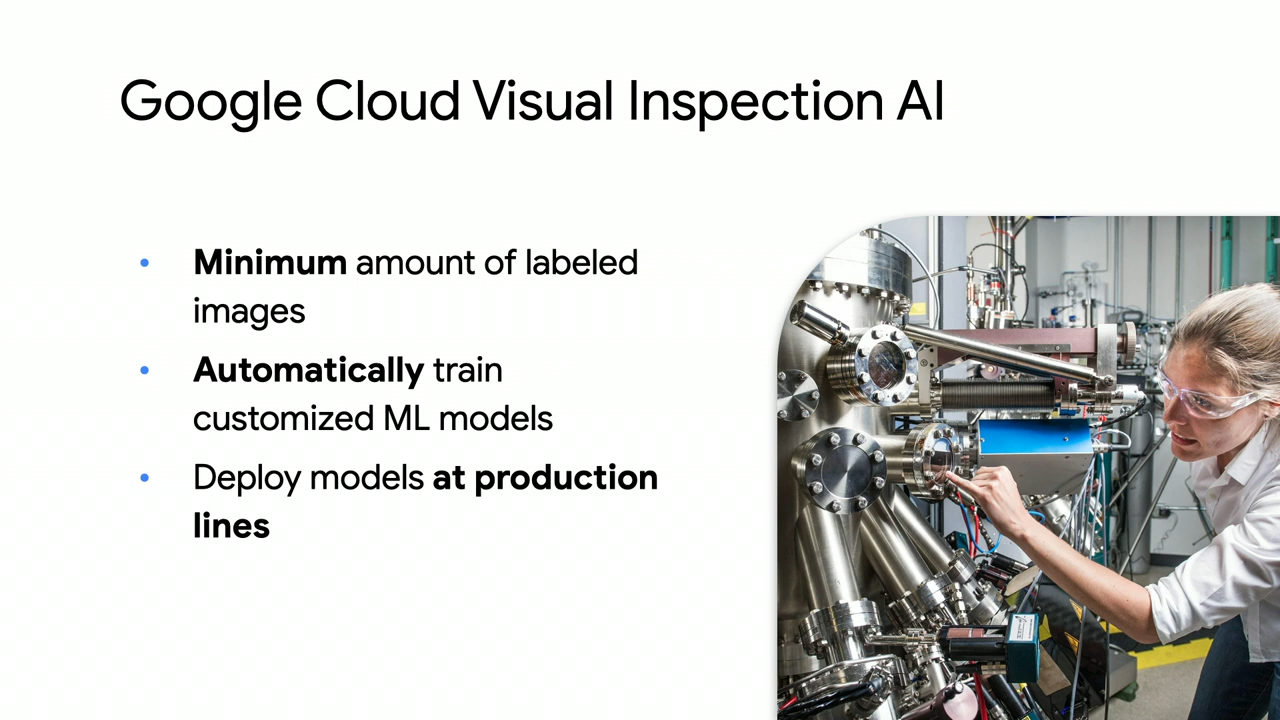 Google Cloud Visual Inspection AI
• Minimum amount of labeled
images
• Automatically train
customized ML models
• Deploy models at production
lines